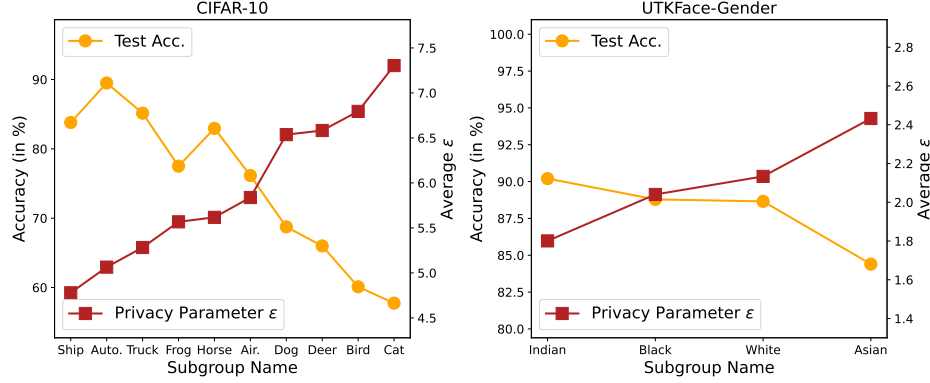 CIFAR-10
Test Acc.
Privacy Parameter ε
90
80
70
60
Accuracy (in %)
7.5
7.0
6.5
6.0
5.5
5.0
4.5
Average ε
Ship Auto. Truck Frog Horse Air. Dog Deer Bird Cat
Subgroup Name
UTKFace-Gender
Test Acc.
Privacy Parameter ε
100.0
97.5
95.0
92.5
90.0
87.5
85.0
82.5
80.0
Accuracy (in %)
2.8
2.6
2.4
2.2
2.0
1.8
1.6
1.4
Average ε
Indian Black White Asian
Subgroup Name